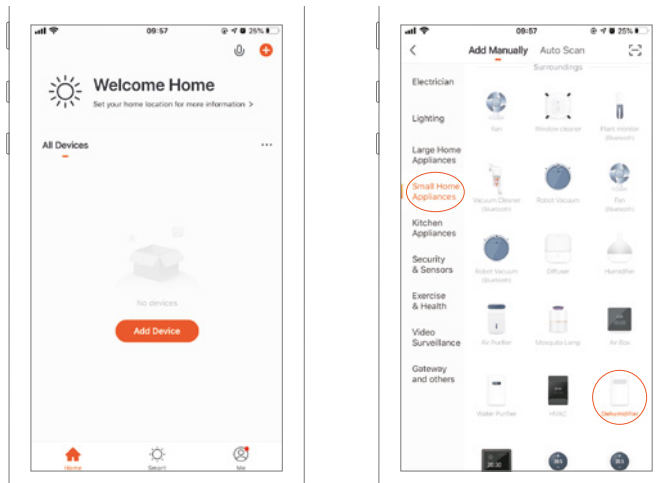 09:57
25%
Welcome Home
Set your home location for more information >
All Devices
No devices
Add Device
Home
Smart
Me
09:57
25%
Add Manually
Auto Scan
Surroundings
Electrician
Lighting
Large Home
Appliances
Small Home
Appliances
Kitchen
Appliances
Security
& Sensors
Exercise
& Health
Video
Surveillance
Gateway
and others
Fan
Window cleaner
Plant monitor
(Bluetooth)
Vacuum Cleaner
(Bluetooth)
Robot Vacuum
Fan
(Bluetooth)
Robot Vacuum
(Bluetooth)
Diffuser
Humidifier
Air Purifier
Mosquito Lamp
Air Box
Water Purifier
HVAC
Dehumidifier
20:30